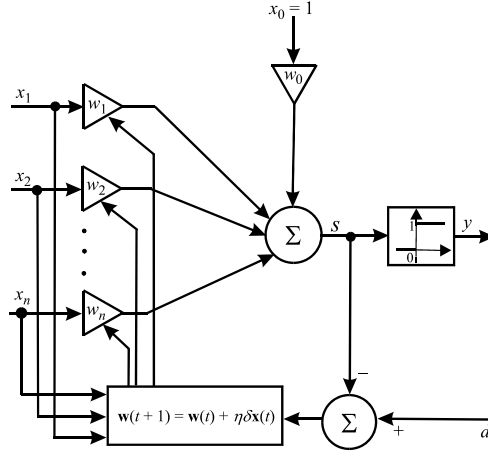 x₀ = 1
w₀
x₁
w₁
x₂
w₂
Σ
s
1
0
y
xₙ
wₙ
−
w(t + 1) = w(t) + ηδx(t)
Σ
+
d